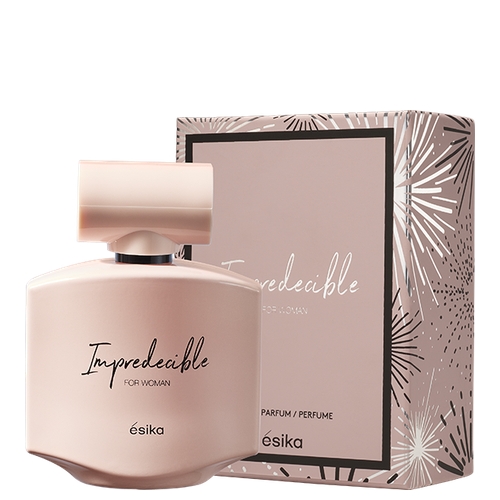 Impredecible
FOR WOMAN
ésika
Impredecible
FOR WOMAN
PARFUM / PERFUME
ésika